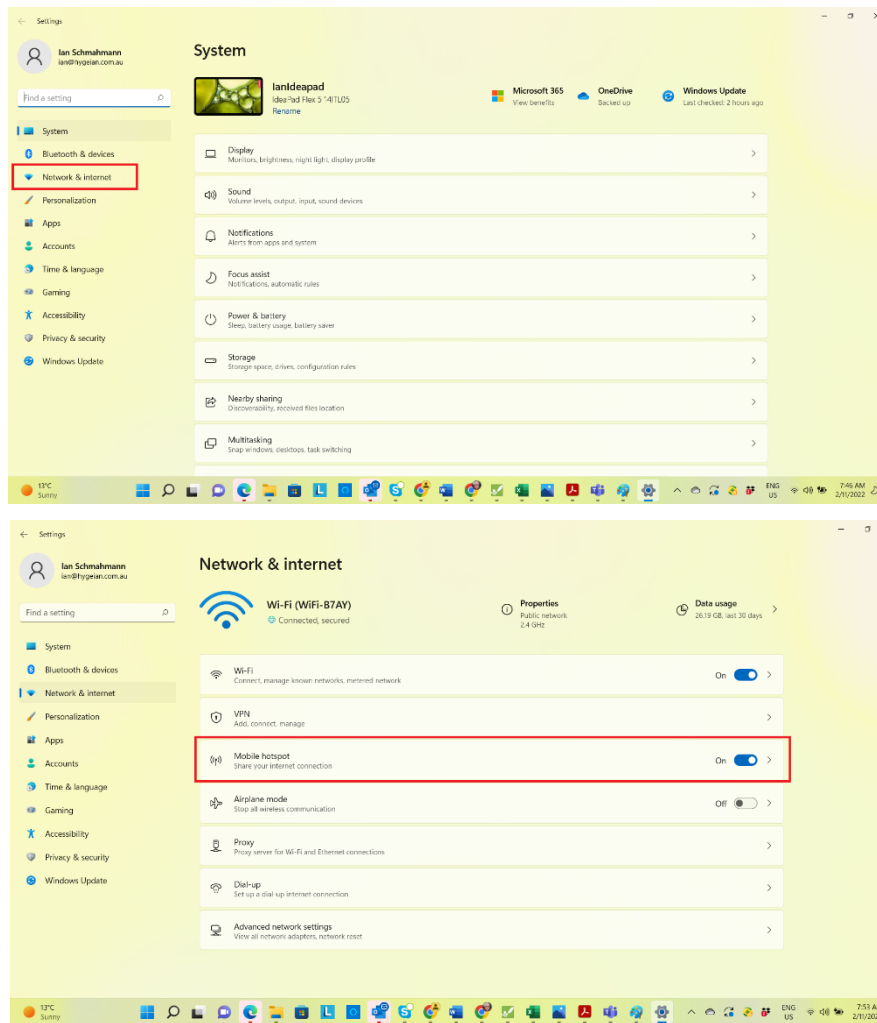 Settings
Ian Schmahmann
ian@hygeian.com.au
Find a setting
System
Bluetooth & devices
Network & internet
Personalization
Apps
Accounts
Time & language
Gaming
Accessibility
Privacy & security
Windows Update
System
IanIdeapad
IdeaPad Flex 5 14ITL05
Rename
Microsoft 365
View benefits
OneDrive
Backed up
Windows Update
Last checked: 2 hours ago
Display
Monitors, brightness, night light, display profile
Sound
Volume levels, output, input, sound devices
Notifications
Alerts from apps and system
Focus assist
Notifications, automatic rules
Power & battery
Sleep, battery usage, battery saver
Storage
Storage space, drives, configuration rules
Nearby sharing
Discoverability, received files location
Multitasking
Snap windows, desktops, task switching
13°C
Sunny
ENG
US
7:46 AM
2/11/2022
Settings
Ian Schmahmann
ian@hygeian.com.au
Find a setting
System
Bluetooth & devices
Network & internet
Personalization
Apps
Accounts
Time & language
Gaming
Accessibility
Privacy & security
Windows Update
Network & internet
Wi-Fi (WiFi-B7AY)
Connected, secured
Properties
Public network
2.4 GHz
Data usage
26.19 GB, last 30 days
Wi-Fi
Connect, manage known networks, metered network
On
VPN
Add, connect, manage
Mobile hotspot
Share your internet connection
On
Airplane mode
Stop all wireless communication
Off
Proxy
Proxy server for Wi-Fi and Ethernet connections
Dial-up
Set up a dial-up internet connection
Advanced network settings
View all network adapters, network reset
13°C
Sunny
ENG
US
7:53 A
2/11/202